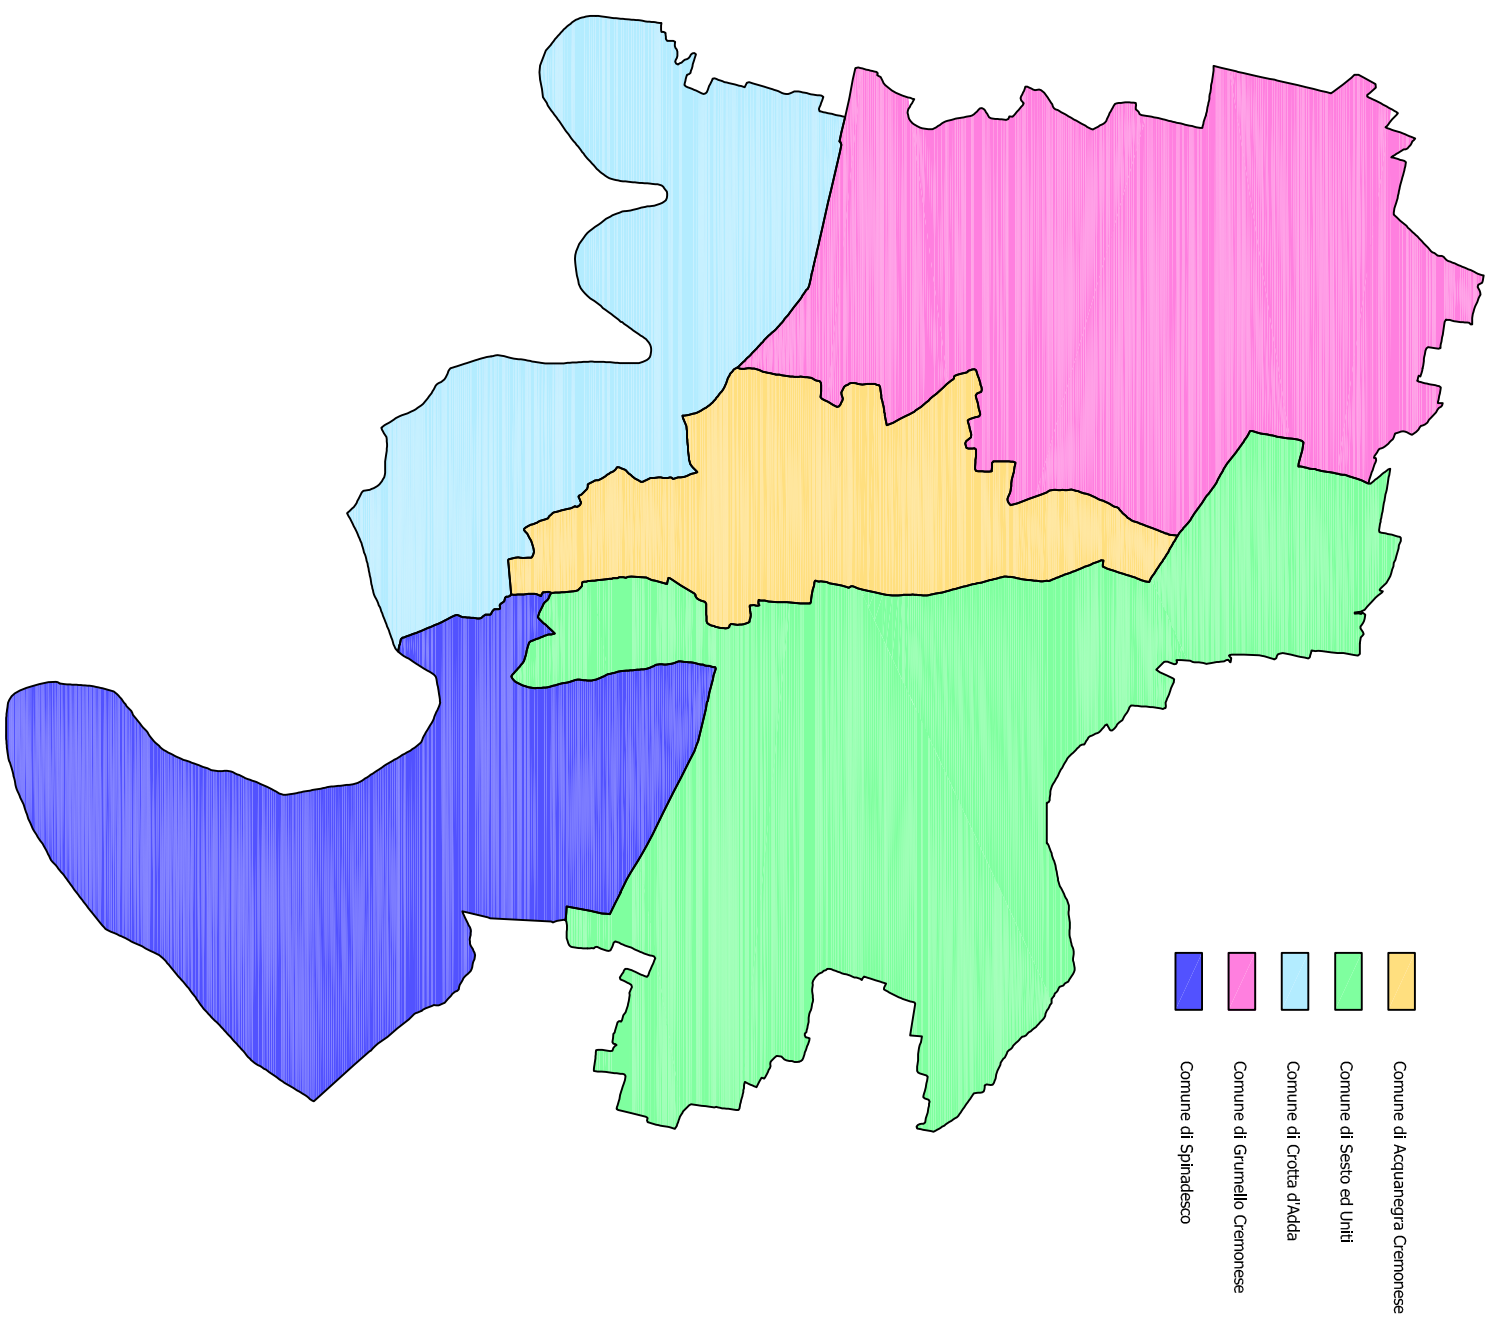 Comune di Acquanegra Cremonese
Comune di Sesto ed Uniti
Comune di Crotta d'Adda
Comune di Grumello Cremonese
Comune di Spinadesco